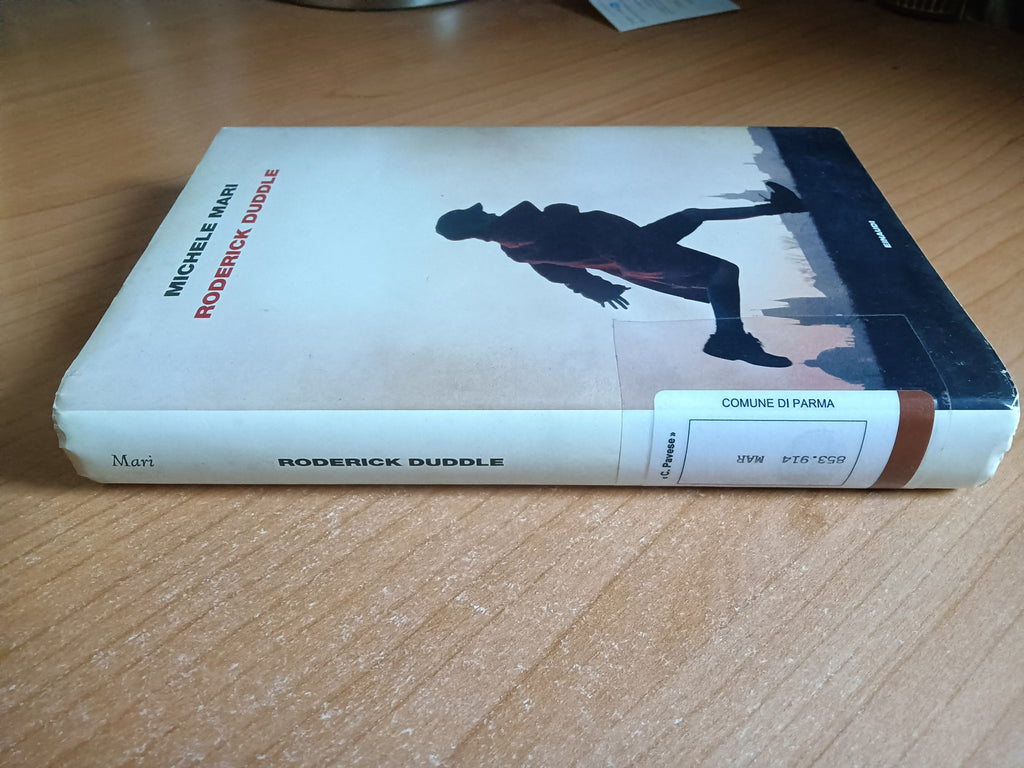 MICHELE MARI
RODERICK DUDDLE
EINAUDI
Mari
RODERICK DUDDLE
COMUNE DI PARMA
« C. Pavese »
853.914 MAR